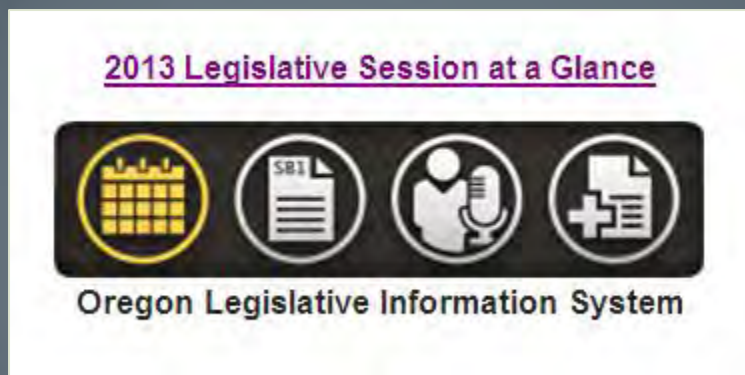 2013 Legislative Session at a Glance
SB1
Oregon Legislative Information System